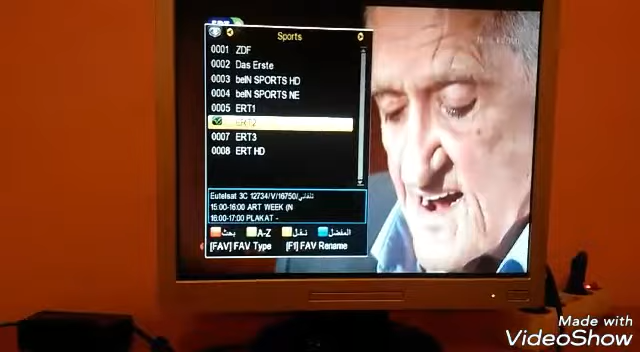 Sports
0001 ZDF
0002 Das Erste
0003 beIN SPORTS HD
0004 beIN SPORTS NE
0005 ERT1
ERT2
0007 ERT3
0008 ERT HD
Eutelsat 3C 12734/V/16750/تلقائي
15:00-16:00 ART WEEK (N
16:00-17:00 PLAKAT -
بحث A-Z نقل المفضل
[FAV] FAV Type [F1] FAV Rename
Made with
VideoShow